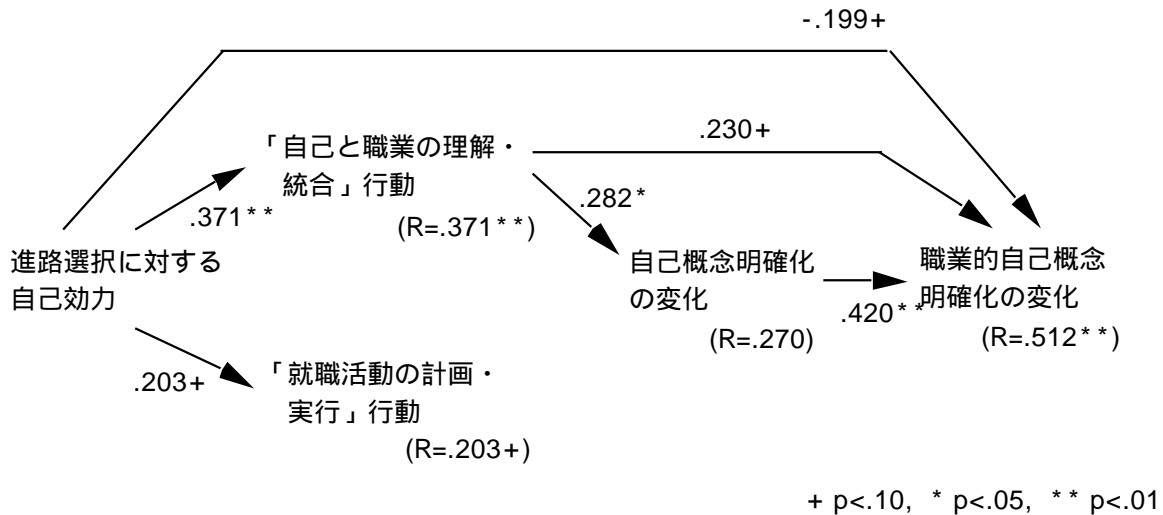 -.199+
.230+
「自己と職業の理解・
統合」行動
.282*
.371**
(R=.371**)
進路選択に対する
自己効力
自己概念明確化
の変化
職業的自己概念
明確化の変化
.420**
(R=.270)
(R=.512**)
.203+
「就職活動の計画・
実行」行動
(R=.203+)
+ p<.10, * p<.05, ** p<.01